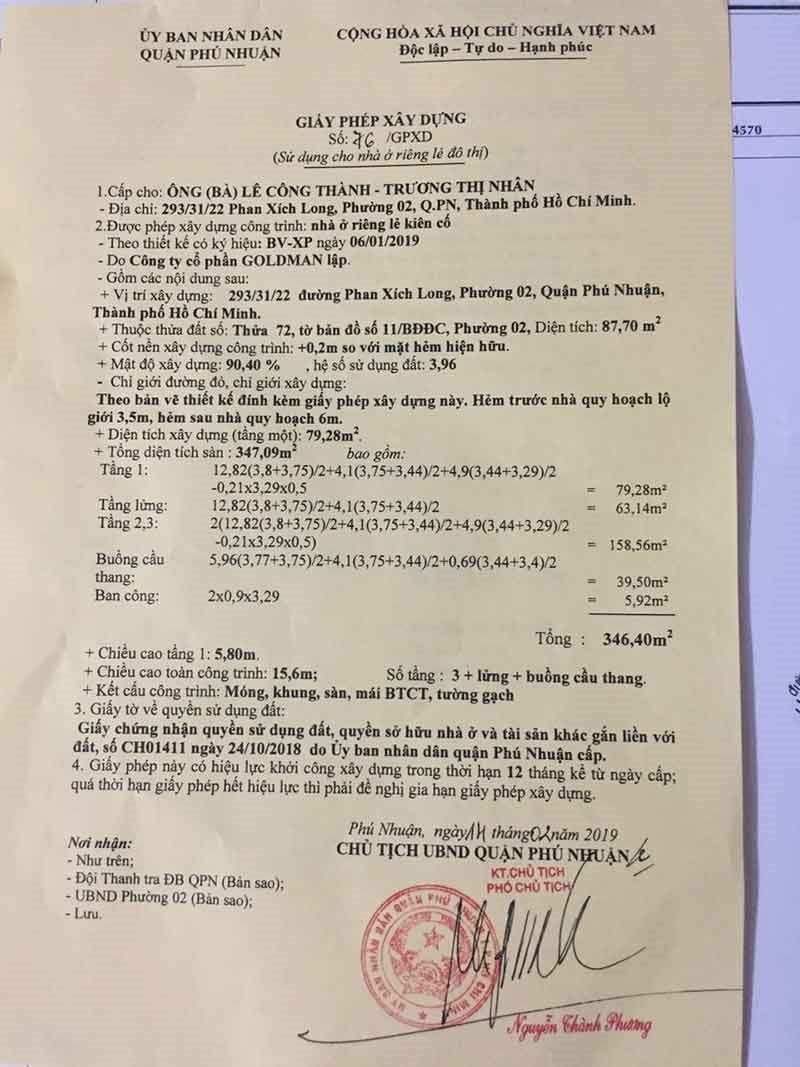 ỦY BAN NHÂN DÂN
QUẬN PHÚ NHUẬN
CỘNG HÒA XÃ HỘI CHỦ NGHĨA VIỆT NAM
Độc lập – Tự do – Hạnh phúc
4570
GIẤY PHÉP XÂY DỰNG
Số: 76 /GPXD
(Sử dụng cho nhà ở riêng lẻ đô thị)
1.Cấp cho: ÔNG (BÀ) LÊ CÔNG THÀNH - TRƯƠNG THỊ NHÂN
- Địa chỉ: 293/31/22 Phan Xích Long, Phường 02, Q.PN, Thành phố Hồ Chí Minh.
2.Được phép xây dựng công trình: nhà ở riêng lẻ kiên cố
- Theo thiết kế có ký hiệu: BV-XP ngày 06/01/2019
- Do Công ty cổ phần GOLDMAN lập.
- Gồm các nội dung sau:
+ Vị trí xây dựng: 293/31/22 đường Phan Xích Long, Phường 02, Quận Phú Nhuận,
Thành phố Hồ Chí Minh.
+ Thuộc thửa đất số: Thửa 72, tờ bản đồ số 11/BĐĐC, Phường 02, Diện tích: 87,70 m²
+ Cốt nền xây dựng công trình: +0,2m so với mặt hẻm hiện hữu.
+ Mật độ xây dựng: 90,40 % , hệ số sử dụng đất: 3,96
- Chỉ giới đường đỏ, chỉ giới xây dựng:
Theo bản vẽ thiết kế đính kèm giấy phép xây dựng này. Hẻm trước nhà quy hoạch lộ
giới 3,5m, hẻm sau nhà quy hoạch 6m.
+ Diện tích xây dựng (tầng một): 79,28m².
+ Tổng diện tích sàn : 347,09m² bao gồm:
Tầng 1: 12,82(3,8+3,75)/2+4,1(3,75+3,44)/2+4,9(3,44+3,29)/2
-0,21x3,29x0,5 = 79,28m²
Tầng lửng: 12,82(3,8+3,75)/2+4,1(3,75+3,44)/2 = 63,14m²
Tầng 2,3: 2(12,82(3,8+3,75)/2+4,1(3,75+3,44)/2+4,9(3,44+3,29)/2
-0,21x3,29x0,5) = 158,56m²
Buồng cầu 5,96(3,77+3,75)/2+4,1(3,75+3,44)/2+0,69(3,44+3,4)/2
thang: = 39,50m²
Ban công: 2x0,9x3,29 = 5,92m²
Tổng : 346,40m²
+ Chiều cao tầng 1: 5,80m.
+ Chiều cao toàn công trình: 15,6m; Số tầng : 3 + lửng + buồng cầu thang.
+ Kết cấu công trình: Móng, khung, sàn, mái BTCT, tường gạch
3. Giấy tờ về quyền sử dụng đất:
Giấy chứng nhận quyền sử dụng đất, quyền sở hữu nhà ở và tài sản khác gắn liền với
đất, số CH01411 ngày 24/10/2018 do Ủy ban nhân dân quận Phú Nhuận cấp.
4. Giấy phép này có hiệu lực khởi công xây dựng trong thời hạn 12 tháng kể từ ngày cấp;
quá thời hạn giấy phép hết hiệu lực thì phải đề nghị gia hạn giấy phép xây dựng.
Phú Nhuận, ngày 14 tháng 02 năm 2019
CHỦ TỊCH UBND QUẬN PHÚ NHUẬN
KT.CHỦ TỊCH
PHÓ CHỦ TỊCH
Nơi nhận:
- Như trên;
- Đội Thanh tra ĐB QPN (Bản sao);
- UBND Phường 02 (Bản sao);
- Lưu.
Nguyễn Thành Phương